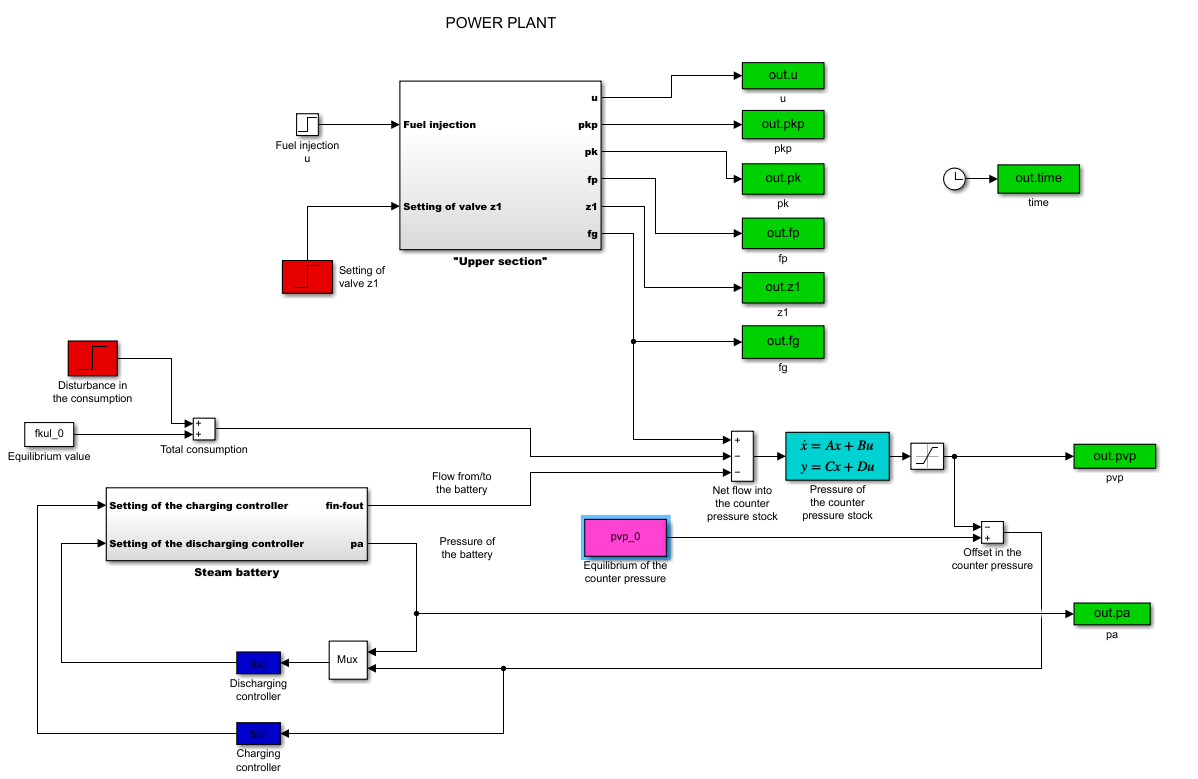 POWER PLANT
out.u
u
u
Fuel injection
pkp
out.pkp
pkp
Fuel injection
u
pk
out.pk
pk
out.time
time
fp
Setting of valve z1
z1
out.fp
fp
fg
"Upper section"
Setting of
valve z1
out.z1
z1
out.fg
fg
Disturbance in
the consumption
fkul_0
Equilibrium value
+
+
Total consumption
+
−
−
Net flow into
the counter
pressure stock
ẋ = Ax + Bu
y = Cx + Du
Pressure of
the counter
pressure stock
out.pvp
pvp
Flow from/to
the battery
Setting of the charging controller
fin-fout
Setting of the discharging controller
pa
Steam battery
Pressure of
the battery
pvp_0
Equilibrium of the
counter pressure
−
+
Offset in the
counter pressure
out.pa
pa
Mux
f(u)
Discharging
controller
f(u)
Charging
controller